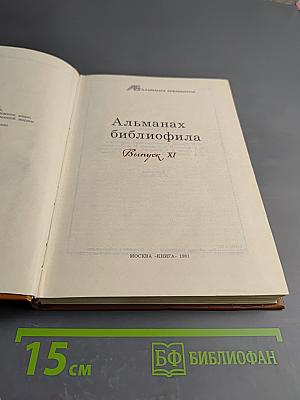 АЛЬМАНАХ БИБЛИОФИЛА
Альманах
библиофила
Выпуск XI
МОСКВА «КНИГА» 1981
15 см
БФ БИБЛИОФАН